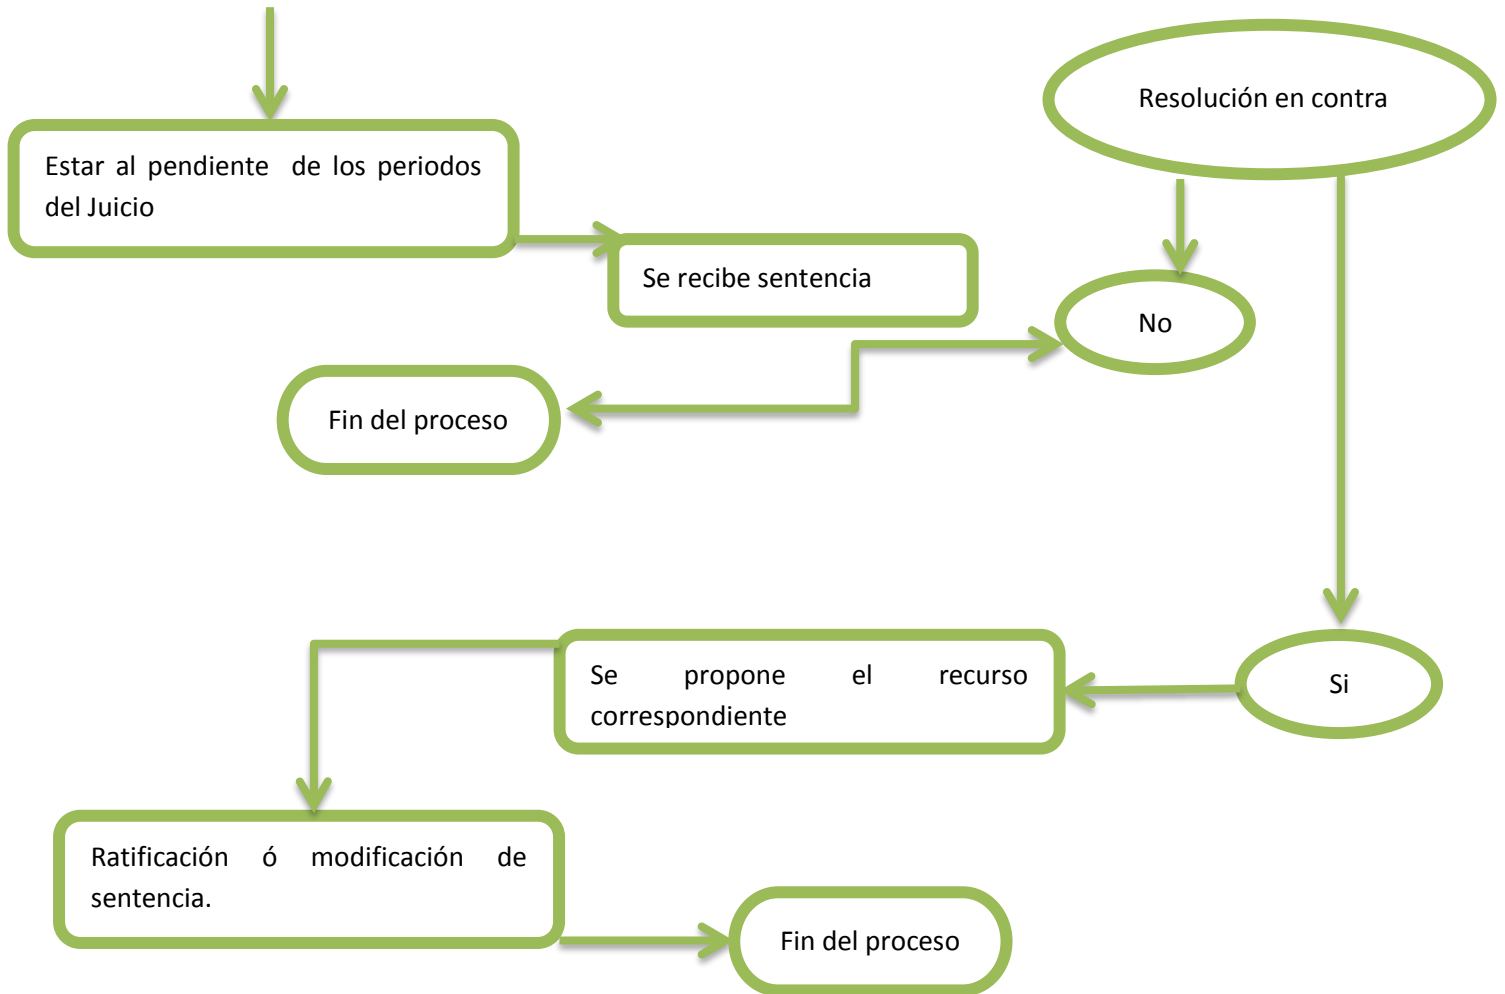 Resolución en contra
Estar al pendiente de los periodos
del Juicio
Se recibe sentencia
No
Fin del proceso
Se propone el recurso
correspondiente
Si
Ratificación ó modificación de
sentencia.
Fin del proceso